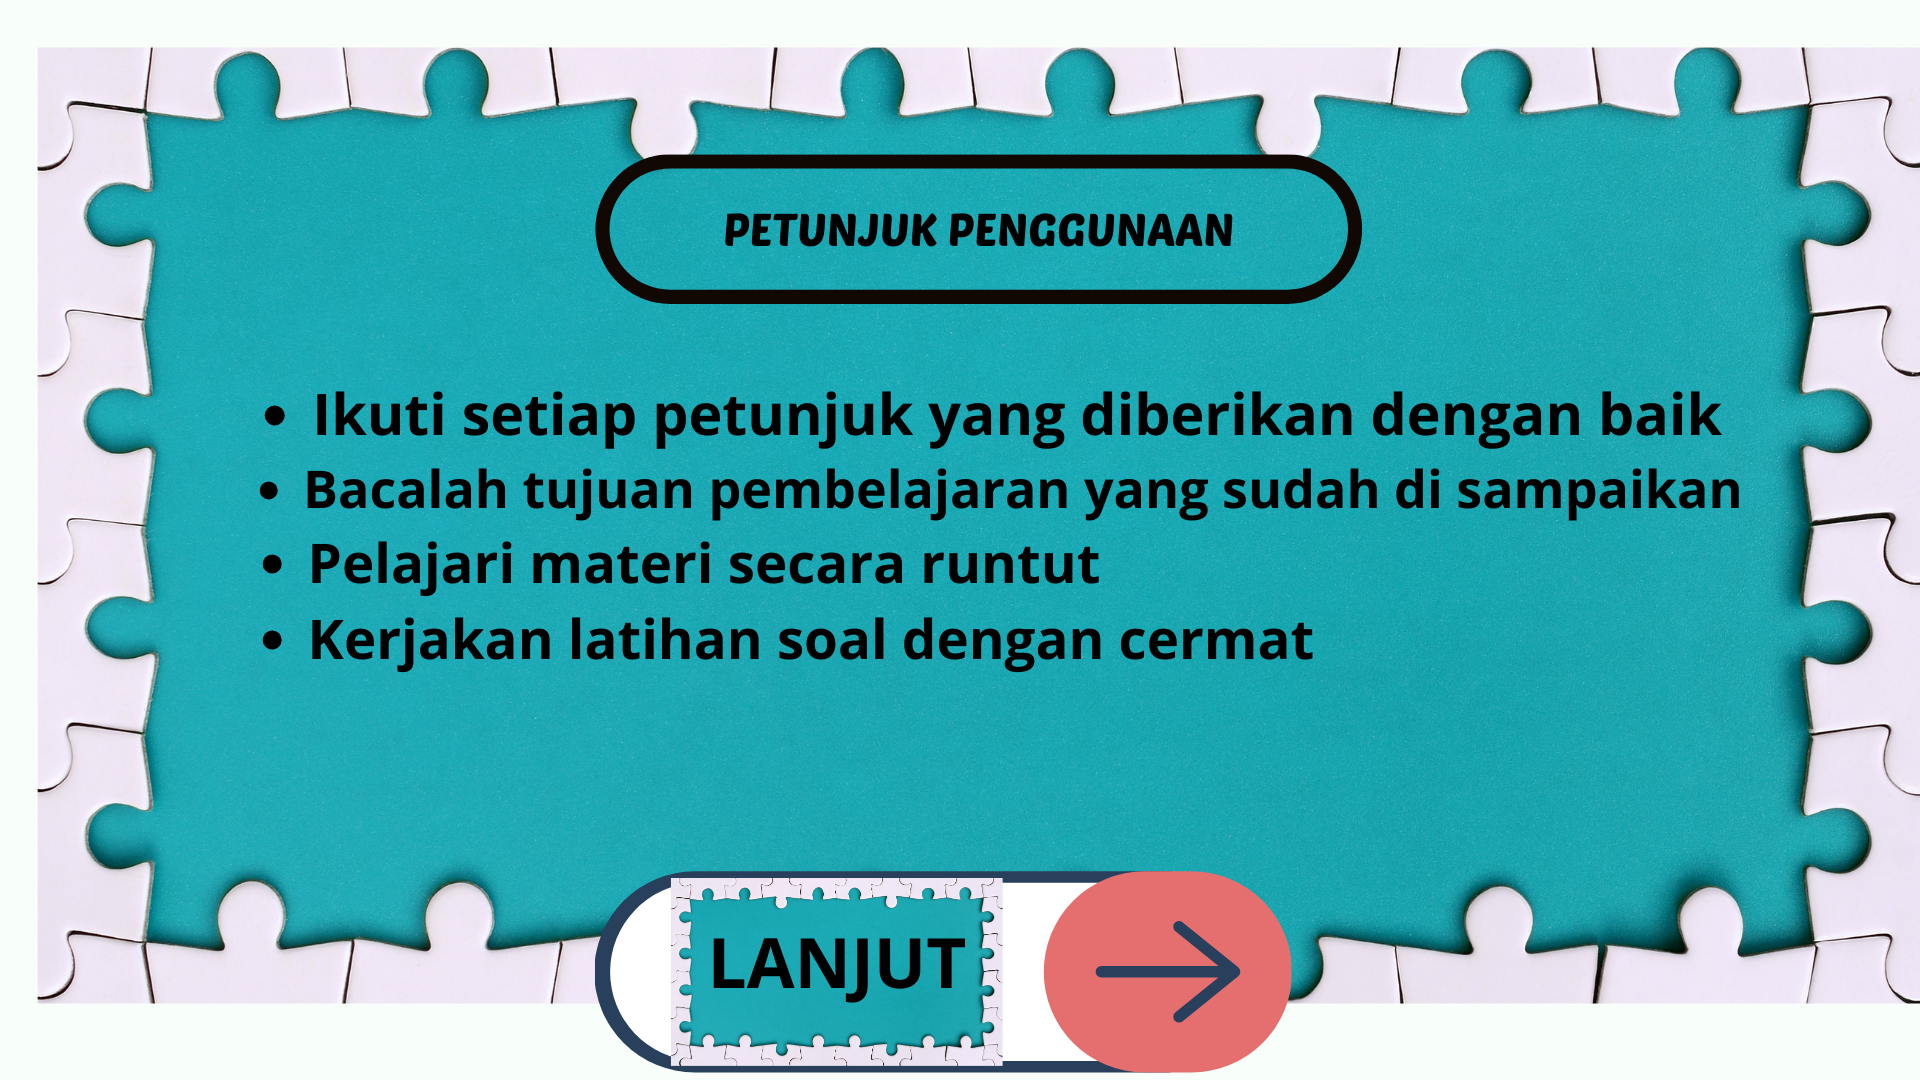 PETUNJUK PENGGUNAAN
• Ikuti setiap petunjuk yang diberikan dengan baik
• Bacalah tujuan pembelajaran yang sudah di sampaikan
• Pelajari materi secara runtut
• Kerjakan latihan soal dengan cermat
LANJUT